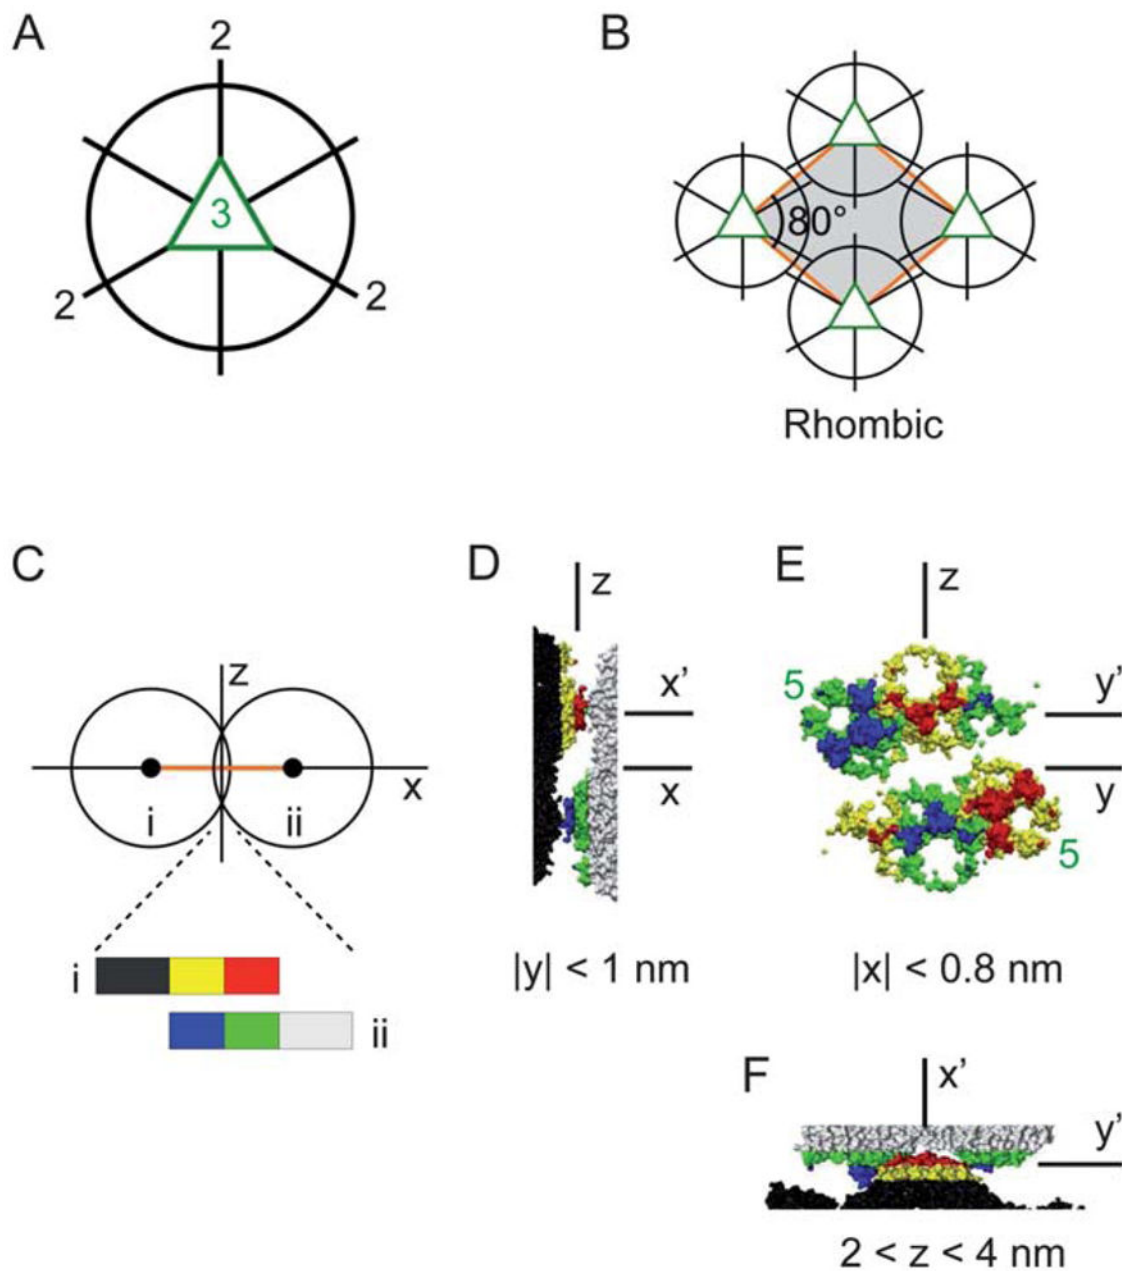 A
2
3
2
2
B
80°
Rhombic
C
z
x
i
ii
i
ii
D
z
x'
x
|y| < 1 nm
E
z
5
y'
y
5
|x| < 0.8 nm
F
x'
y'
2 < z < 4 nm